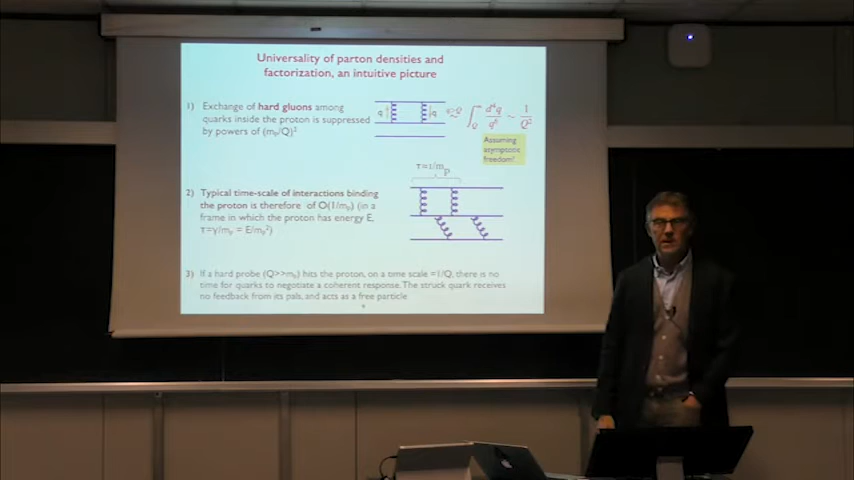 Universality of parton densities and
factorization, an intuitive picture
1) Exchange of hard gluons among
quarks inside the proton is suppressed
by powers of (mₚ/Q)²
q
q
∫ d⁴q / q⁶ ~ 1 / Q²
Q
Assuming
asymptotic
freedom!
τ≈1/mP
2) Typical time-scale of interactions binding
the proton is therefore of O(1/mₚ) (in a
frame in which the proton has energy E,
τ=γ/mₚ = E/mₚ²)
3) If a hard probe (Q>>mₚ) hits the proton, on a time scale =1/Q, there is no
time for quarks to negotiate a coherent response. The struck quark receives
no feedback from its pals, and acts as a free particle